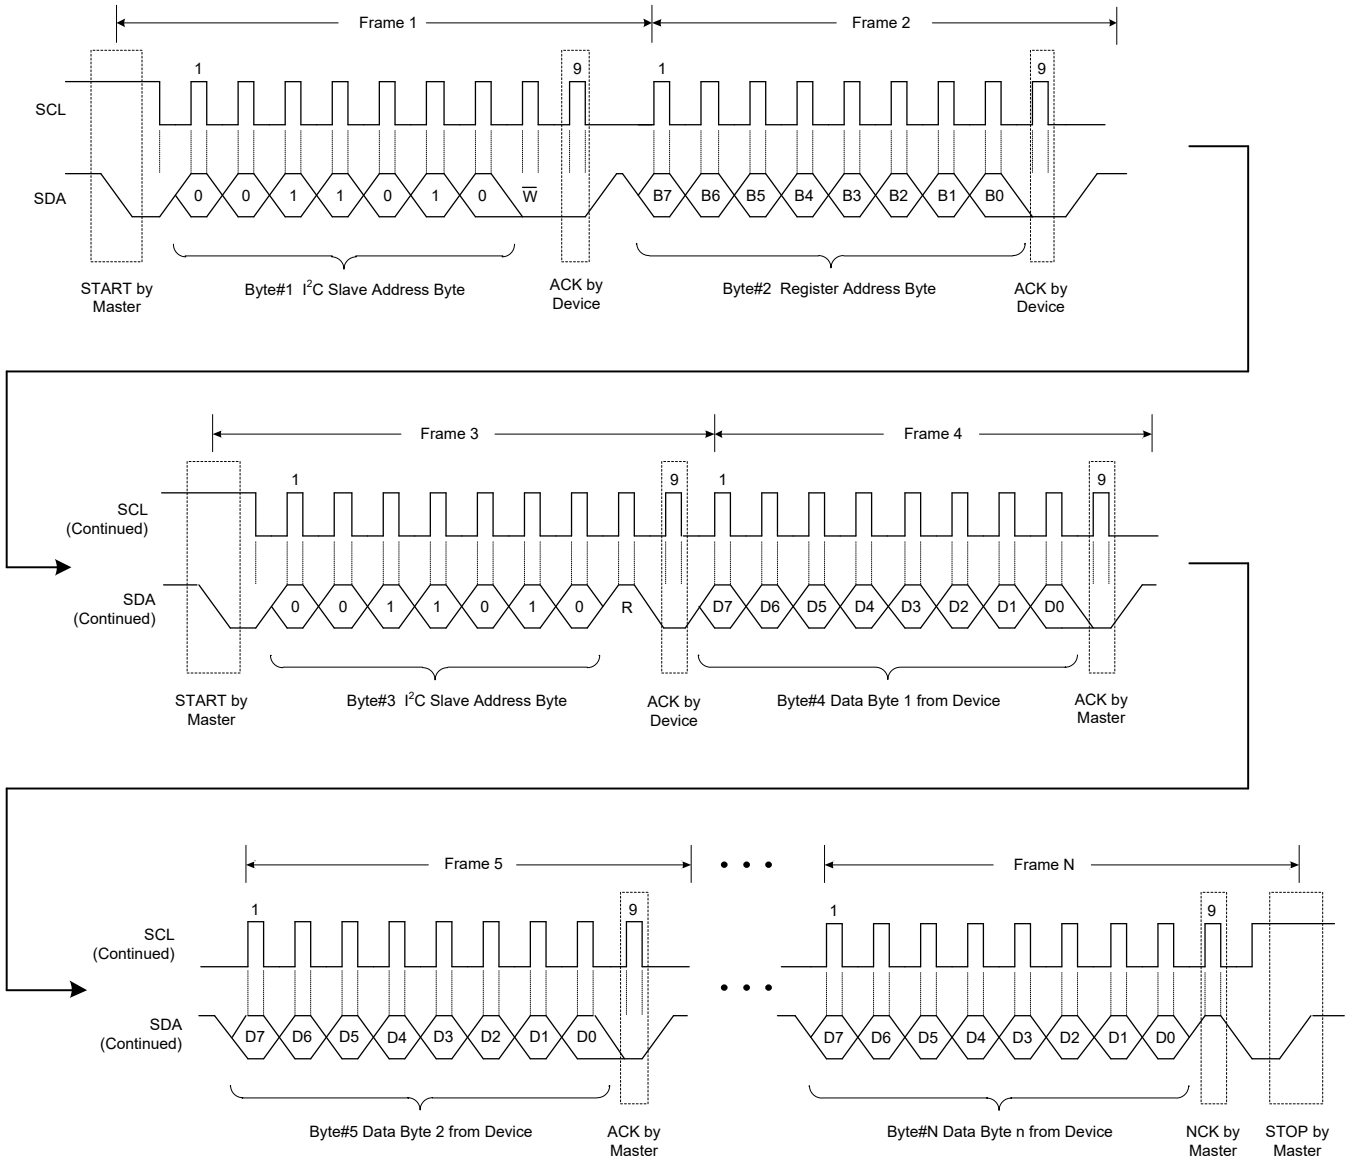 Frame 1 Frame 2
1 9 1 9
SCL
SDA 0 0 1 1 0 1 0 W̅ B7 B6 B5 B4 B3 B2 B1 B0
START by
Master
Byte#1 I²C Slave Address Byte
ACK by
Device
Byte#2 Register Address Byte
ACK by
Device
Frame 3 Frame 4
1 9 1 9
SCL
(Continued)
SDA
(Continued)
0 0 1 1 0 1 0 R D7 D6 D5 D4 D3 D2 D1 D0
START by
Master
Byte#3 I²C Slave Address Byte
ACK by
Device
Byte#4 Data Byte 1 from Device
ACK by
Master
Frame 5 Frame N
1 9 1 9
SCL
(Continued)
SDA
(Continued)
D7 D6 D5 D4 D3 D2 D1 D0 D7 D6 D5 D4 D3 D2 D1 D0
Byte#5 Data Byte 2 from Device
ACK by
Master
Byte#N Data Byte n from Device
NCK by
Master
STOP by
Master